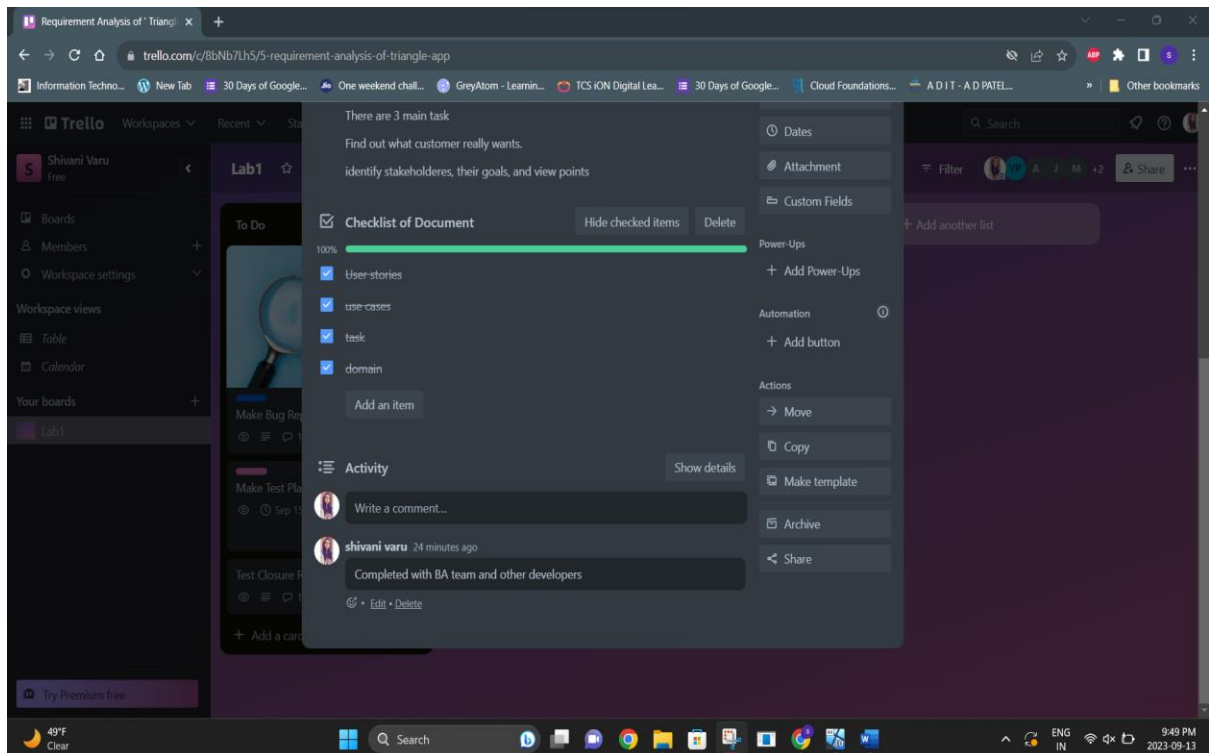 Requirement Analysis of ' Triangl
trello.com/c/8bNb7Lh5/5-requirement-analysis-of-triangle-app
Information Techno... New Tab 30 Days of Google... One weekend chall... GreyAtom - Learnin... TCS iON Digital Lea... 30 Days of Google... Cloud Foundations... A D I T - A D PATEL... » Other bookmarks
Trello Workspaces Recent Sta Search
Shivani Varu
Free
Boards
Members
Workspace settings
Workspace views
Table
Calendar
Your boards
Lab1
Try Premium free
Lab1
VP A J M +2 Filter Share
To Do
Make Bug Rep
Make Test Pla
Sep 15
Test Closure R
+ Add a card
+ Add another list
There are 3 main task
Find out what customer really wants.
identify stakeholderes, their goals, and view points
Checklist of Document Hide checked items Delete
100%
User stories
use cases
task
domain
Add an item
Activity Show details
Write a comment...
shivani varu 24 minutes ago
Completed with BA team and other developers
• Edit • Delete
Dates
Attachment
Custom Fields
Power-Ups
+ Add Power-Ups
Automation
+ Add button
Actions
Move
Copy
Make template
Archive
Share
49°F
Clear
Search
ENG
IN
9:49 PM
2023-09-13